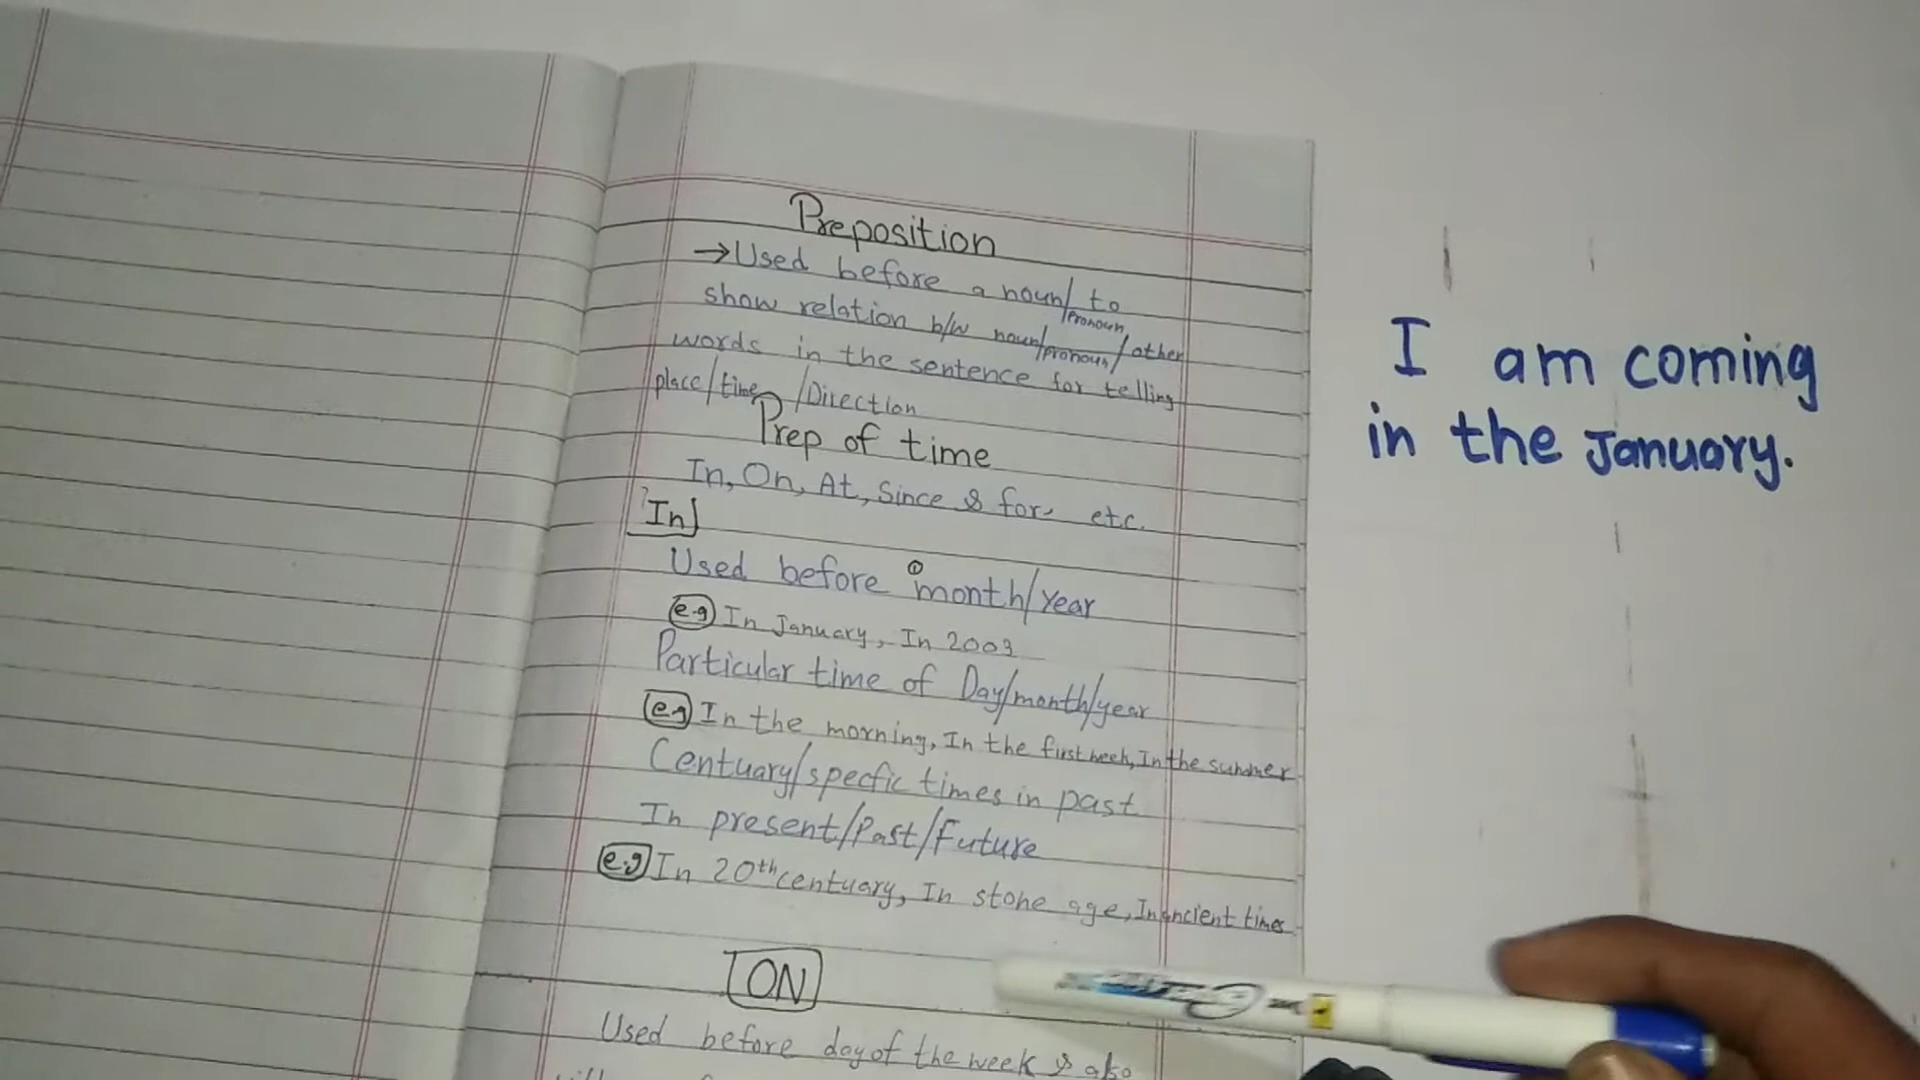 Preposition
→ Used before a noun/pronoun to
show relation b/w noun/pronoun/other
words in the sentence for telling
place/time/Direction
Prep of time
In, On, At, Since & for etc.
In
Used before ① month/year
e.g In January, In 2003
Particular time of Day/month/year
e.g In the morning, In the first week, In the summer
Centuary/specfic times in past
In present/Past/Future
e.g In 20th centuary, In stone age, In ancient times
ON
Used before day of the week & also
I am coming
in the January.